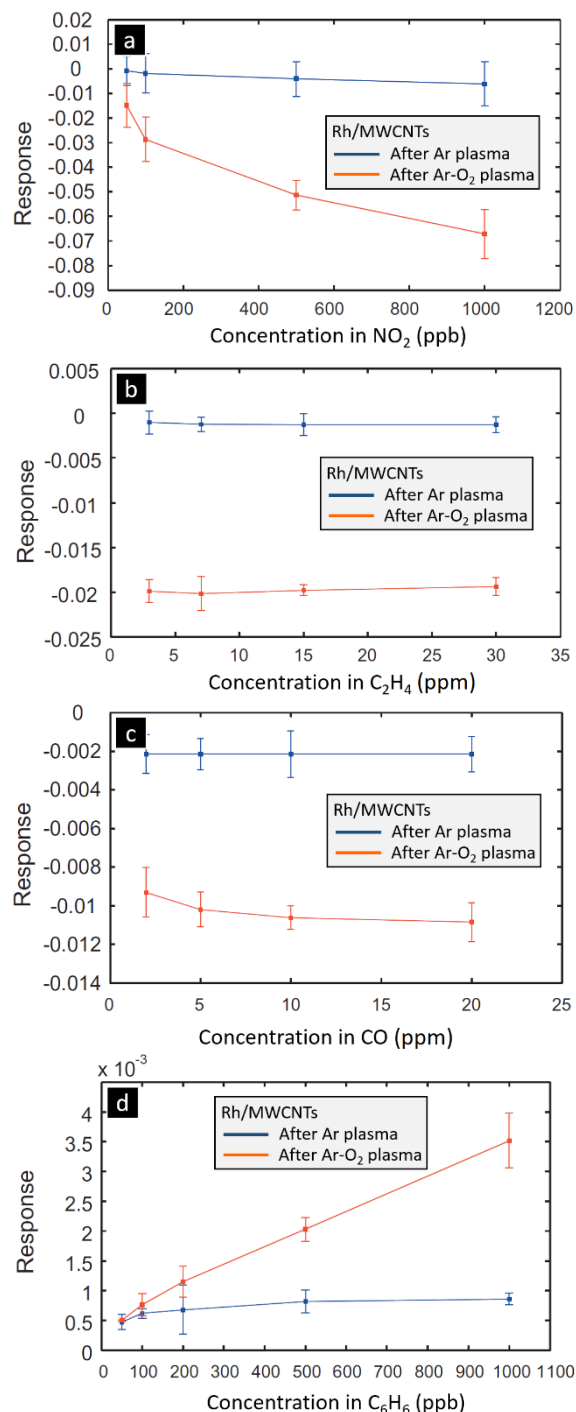 a
0.02
0.01
0
-0.01
-0.02
-0.03
-0.04
-0.05
-0.06
-0.07
-0.08
-0.09
Response
Rh/MWCNTs
After Ar plasma
After Ar-O₂ plasma
0 200 400 600 800 1000 1200
Concentration in NO₂ (ppb)
b
0.005
0
-0.005
-0.01
-0.015
-0.02
-0.025
Response
Rh/MWCNTs
After Ar plasma
After Ar-O₂ plasma
0 5 10 15 20 25 30 35
Concentration in C₂H₄ (ppm)
c
0
-0.002
-0.004
-0.006
-0.008
-0.01
-0.012
-0.014
Response
Rh/MWCNTs
After Ar plasma
After Ar-O₂ plasma
0 5 10 15 20 25
Concentration in CO (ppm)
x 10⁻³
d
4
3.5
3
2.5
2
1.5
1
0.5
0
Response
Rh/MWCNTs
After Ar plasma
After Ar-O₂ plasma
0 100 200 300 400 500 600 700 800 900 1000 1100
Concentration in C₆H₆ (ppb)